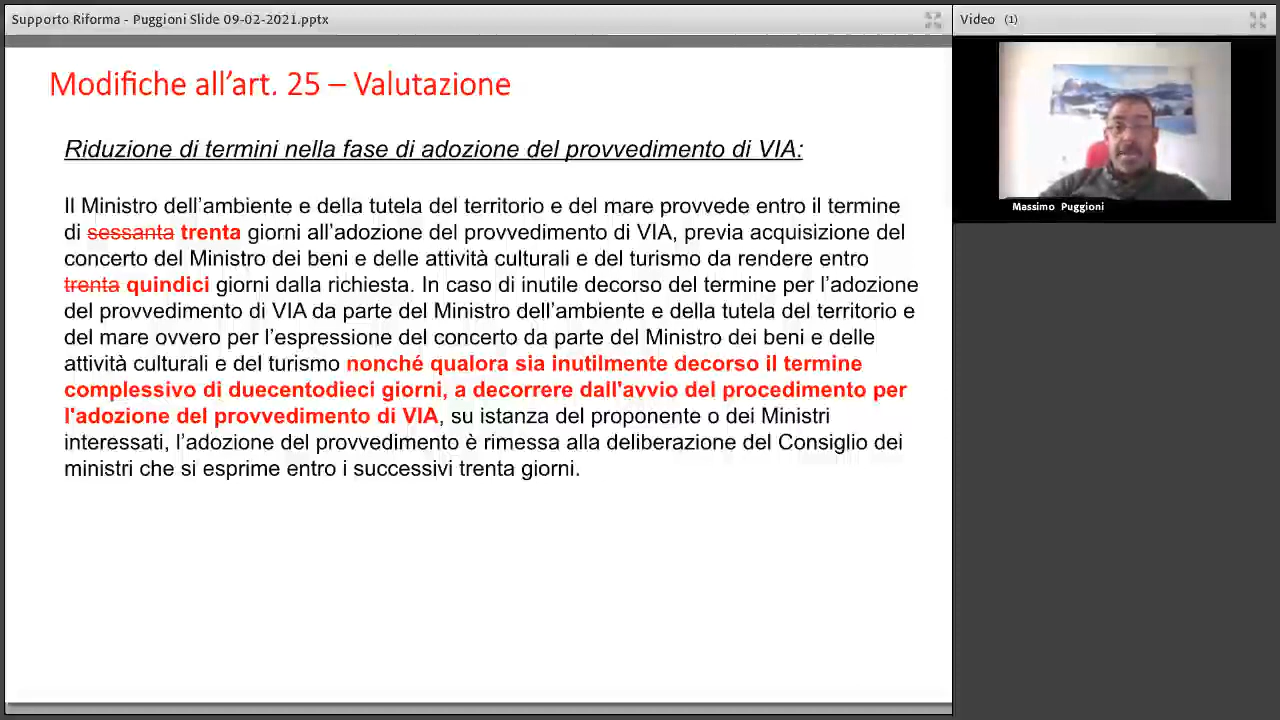 Supporto Riforma - Puggioni Slide 09-02-2021.pptx
Video (1)
Modifiche all’art. 25 – Valutazione
Riduzione di termini nella fase di adozione del provvedimento di VIA:
Il Ministro dell’ambiente e della tutela del territorio e del mare provvede entro il termine
di sessanta trenta giorni all’adozione del provvedimento di VIA, previa acquisizione del
concerto del Ministro dei beni e delle attività culturali e del turismo da rendere entro
trenta quindici giorni dalla richiesta. In caso di inutile decorso del termine per l’adozione
del provvedimento di VIA da parte del Ministro dell’ambiente e della tutela del territorio e
del mare ovvero per l’espressione del concerto da parte del Ministro dei beni e delle
attività culturali e del turismo nonché qualora sia inutilmente decorso il termine
complessivo di duecentodieci giorni, a decorrere dall'avvio del procedimento per
l'adozione del provvedimento di VIA, su istanza del proponente o dei Ministri
interessati, l’adozione del provvedimento è rimessa alla deliberazione del Consiglio dei
ministri che si esprime entro i successivi trenta giorni.
Massimo Puggioni